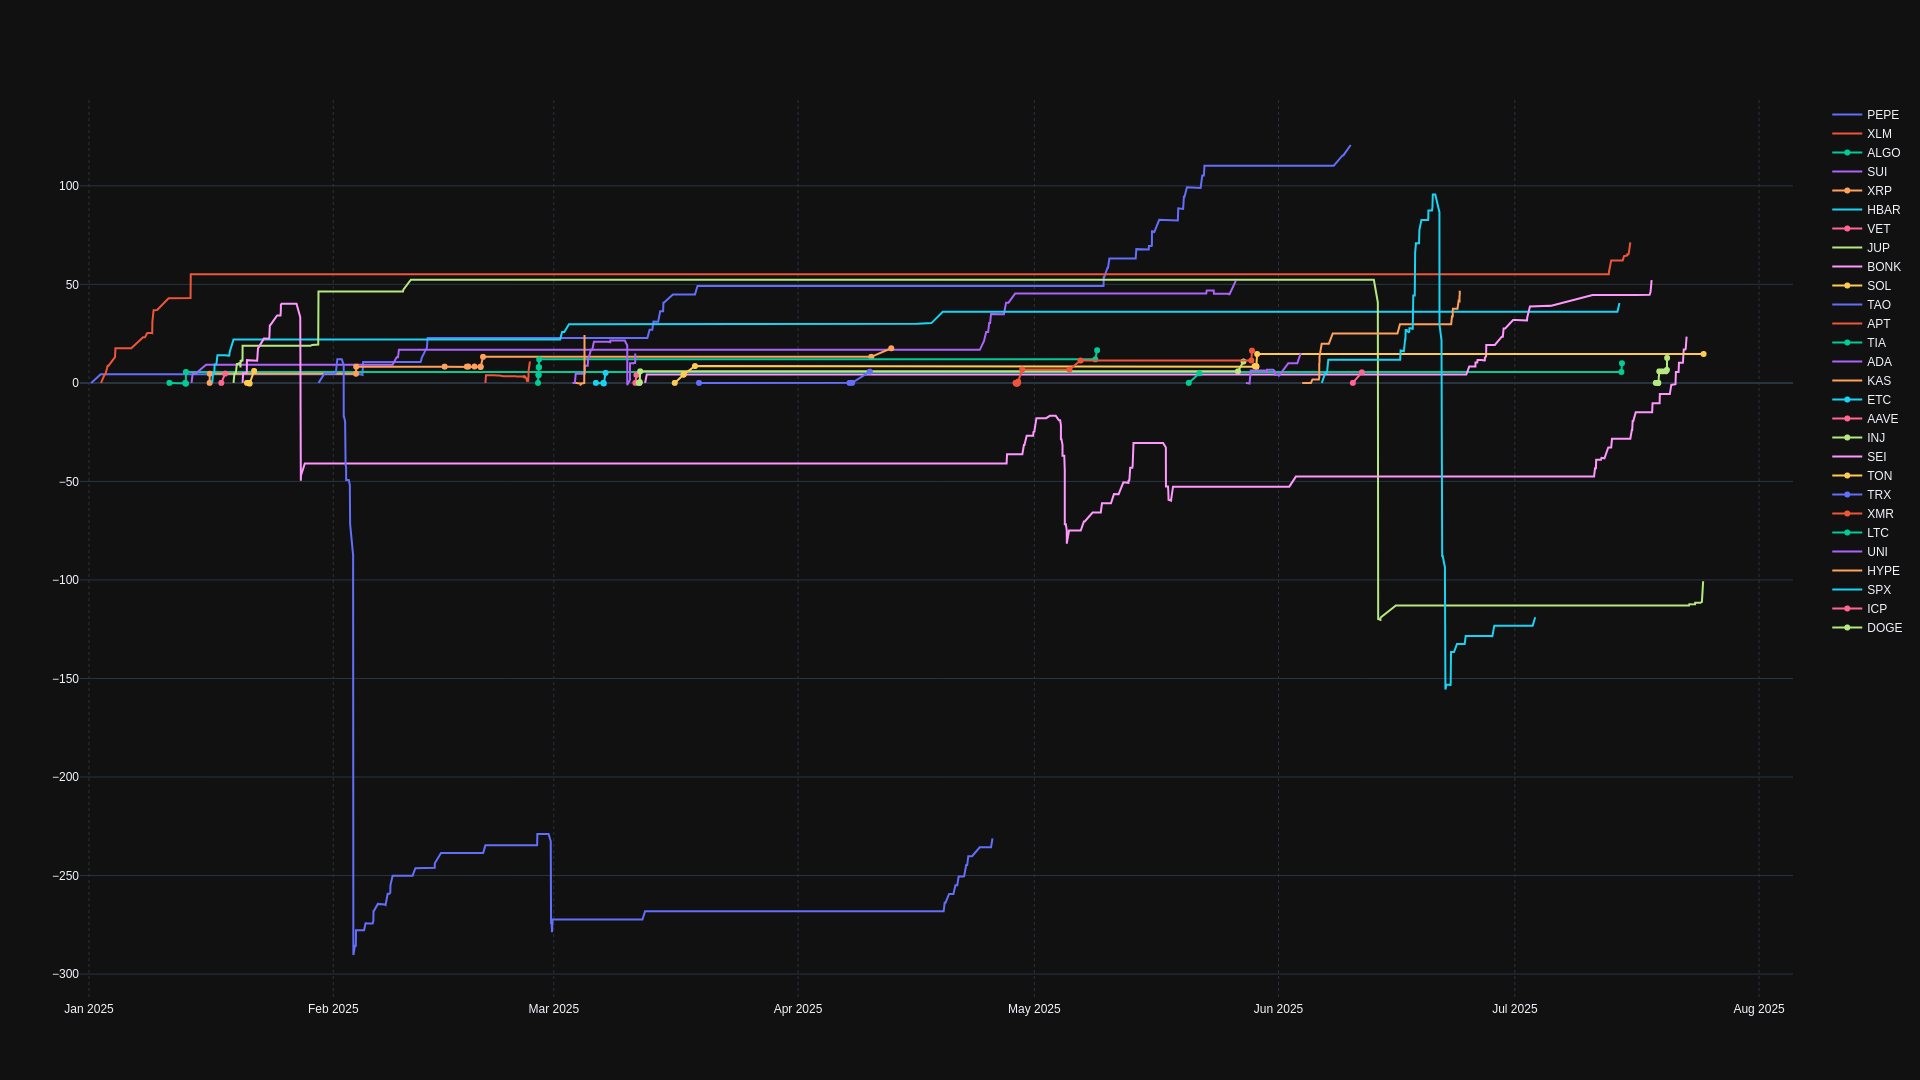 100
50
0
−50
−100
−150
−200
−250
−300
Jan 2025
Feb 2025
Mar 2025
Apr 2025
May 2025
Jun 2025
Jul 2025
Aug 2025
PEPE
XLM
ALGO
SUI
XRP
HBAR
VET
JUP
BONK
SOL
TAO
APT
TIA
ADA
KAS
ETC
AAVE
INJ
SEI
TON
TRX
XMR
LTC
UNI
HYPE
SPX
ICP
DOGE